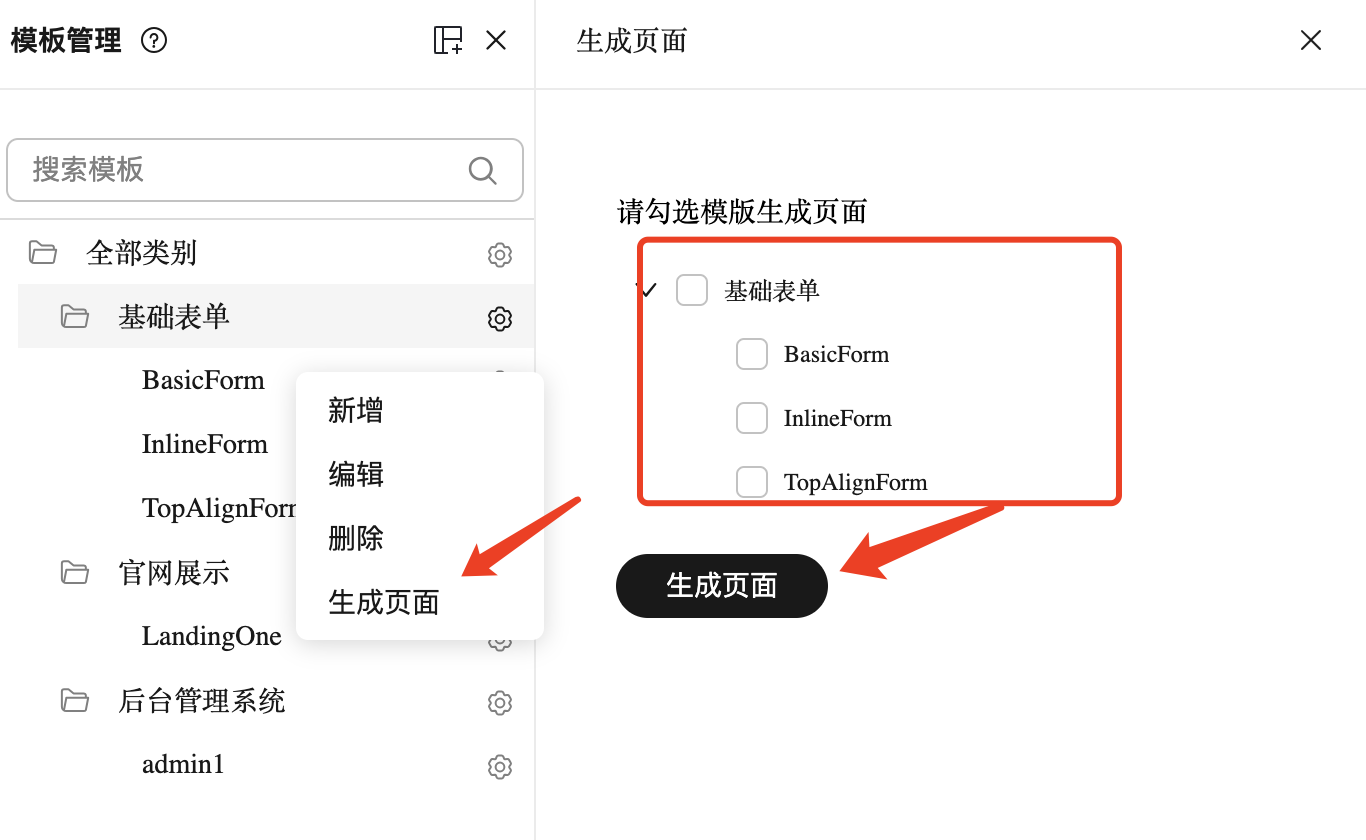 模板管理
搜索模板
全部类别
基础表单
BasicForm
InlineForm
TopAlignForm
官网展示
LandingOne
后台管理系统
admin1
新增
编辑
删除
生成页面
生成页面
请勾选模版生成页面
基础表单
BasicForm
InlineForm
TopAlignForm
生成页面